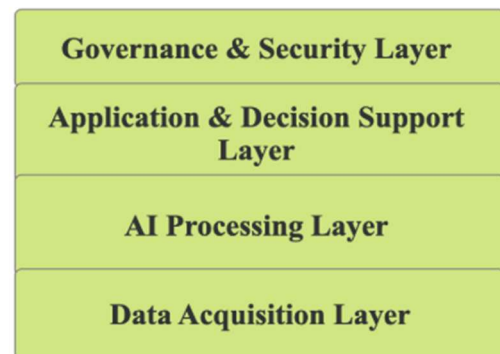 Governance & Security Layer
Application & Decision Support
Layer
AI Processing Layer
Data Acquisition Layer